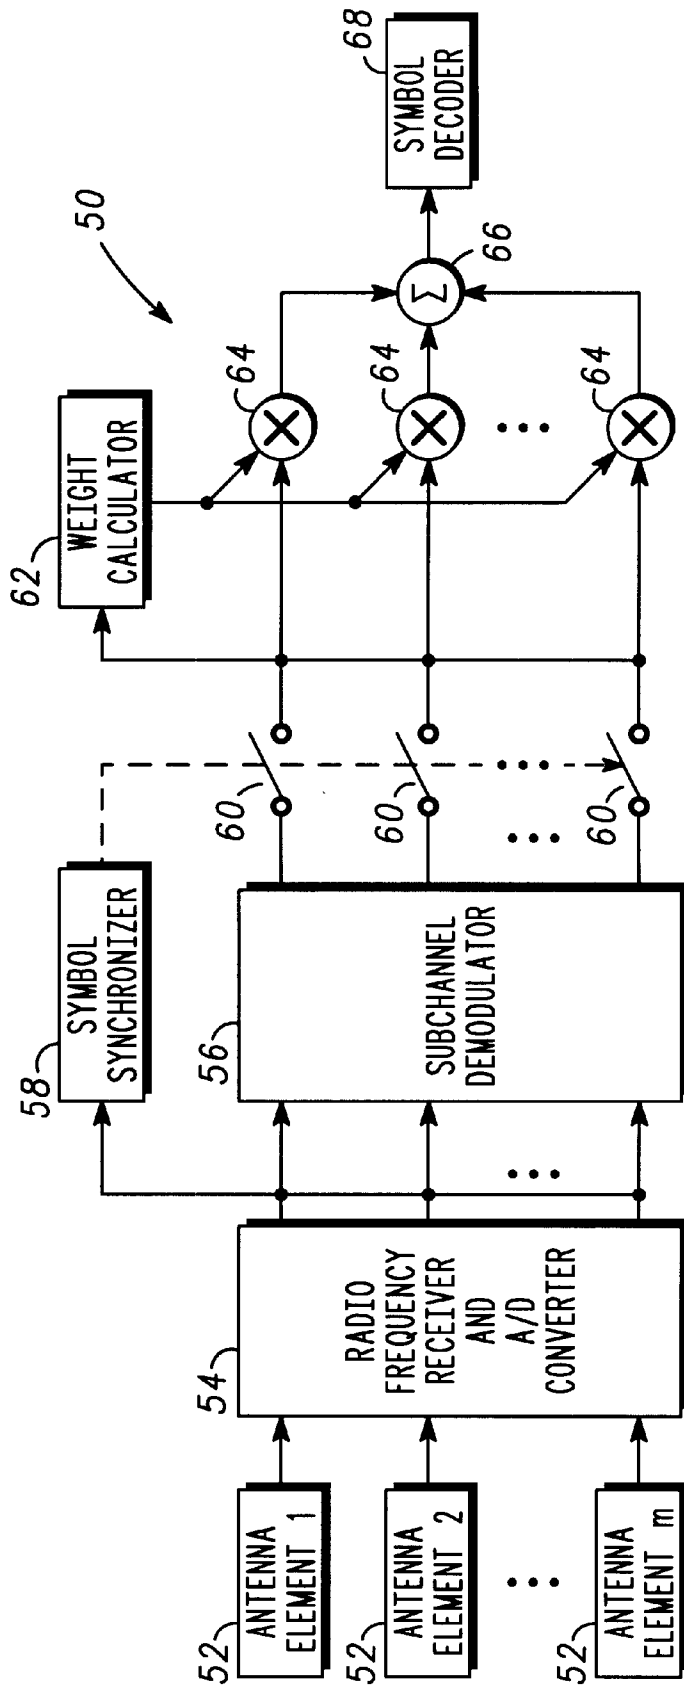 50
52
ANTENNA
ELEMENT 1
52
ANTENNA
ELEMENT 2
52
ANTENNA
ELEMENT m
54
RADIO
FREQUENCY
RECEIVER
AND
A/D
CONVERTER
58
SYMBOL
SYNCHRONIZER
56
SUBCHANNEL
DEMODULATOR
60
60
60
62
WEIGHT
CALCULATOR
64
64
64
Σ
66
68
SYMBOL
DECODER